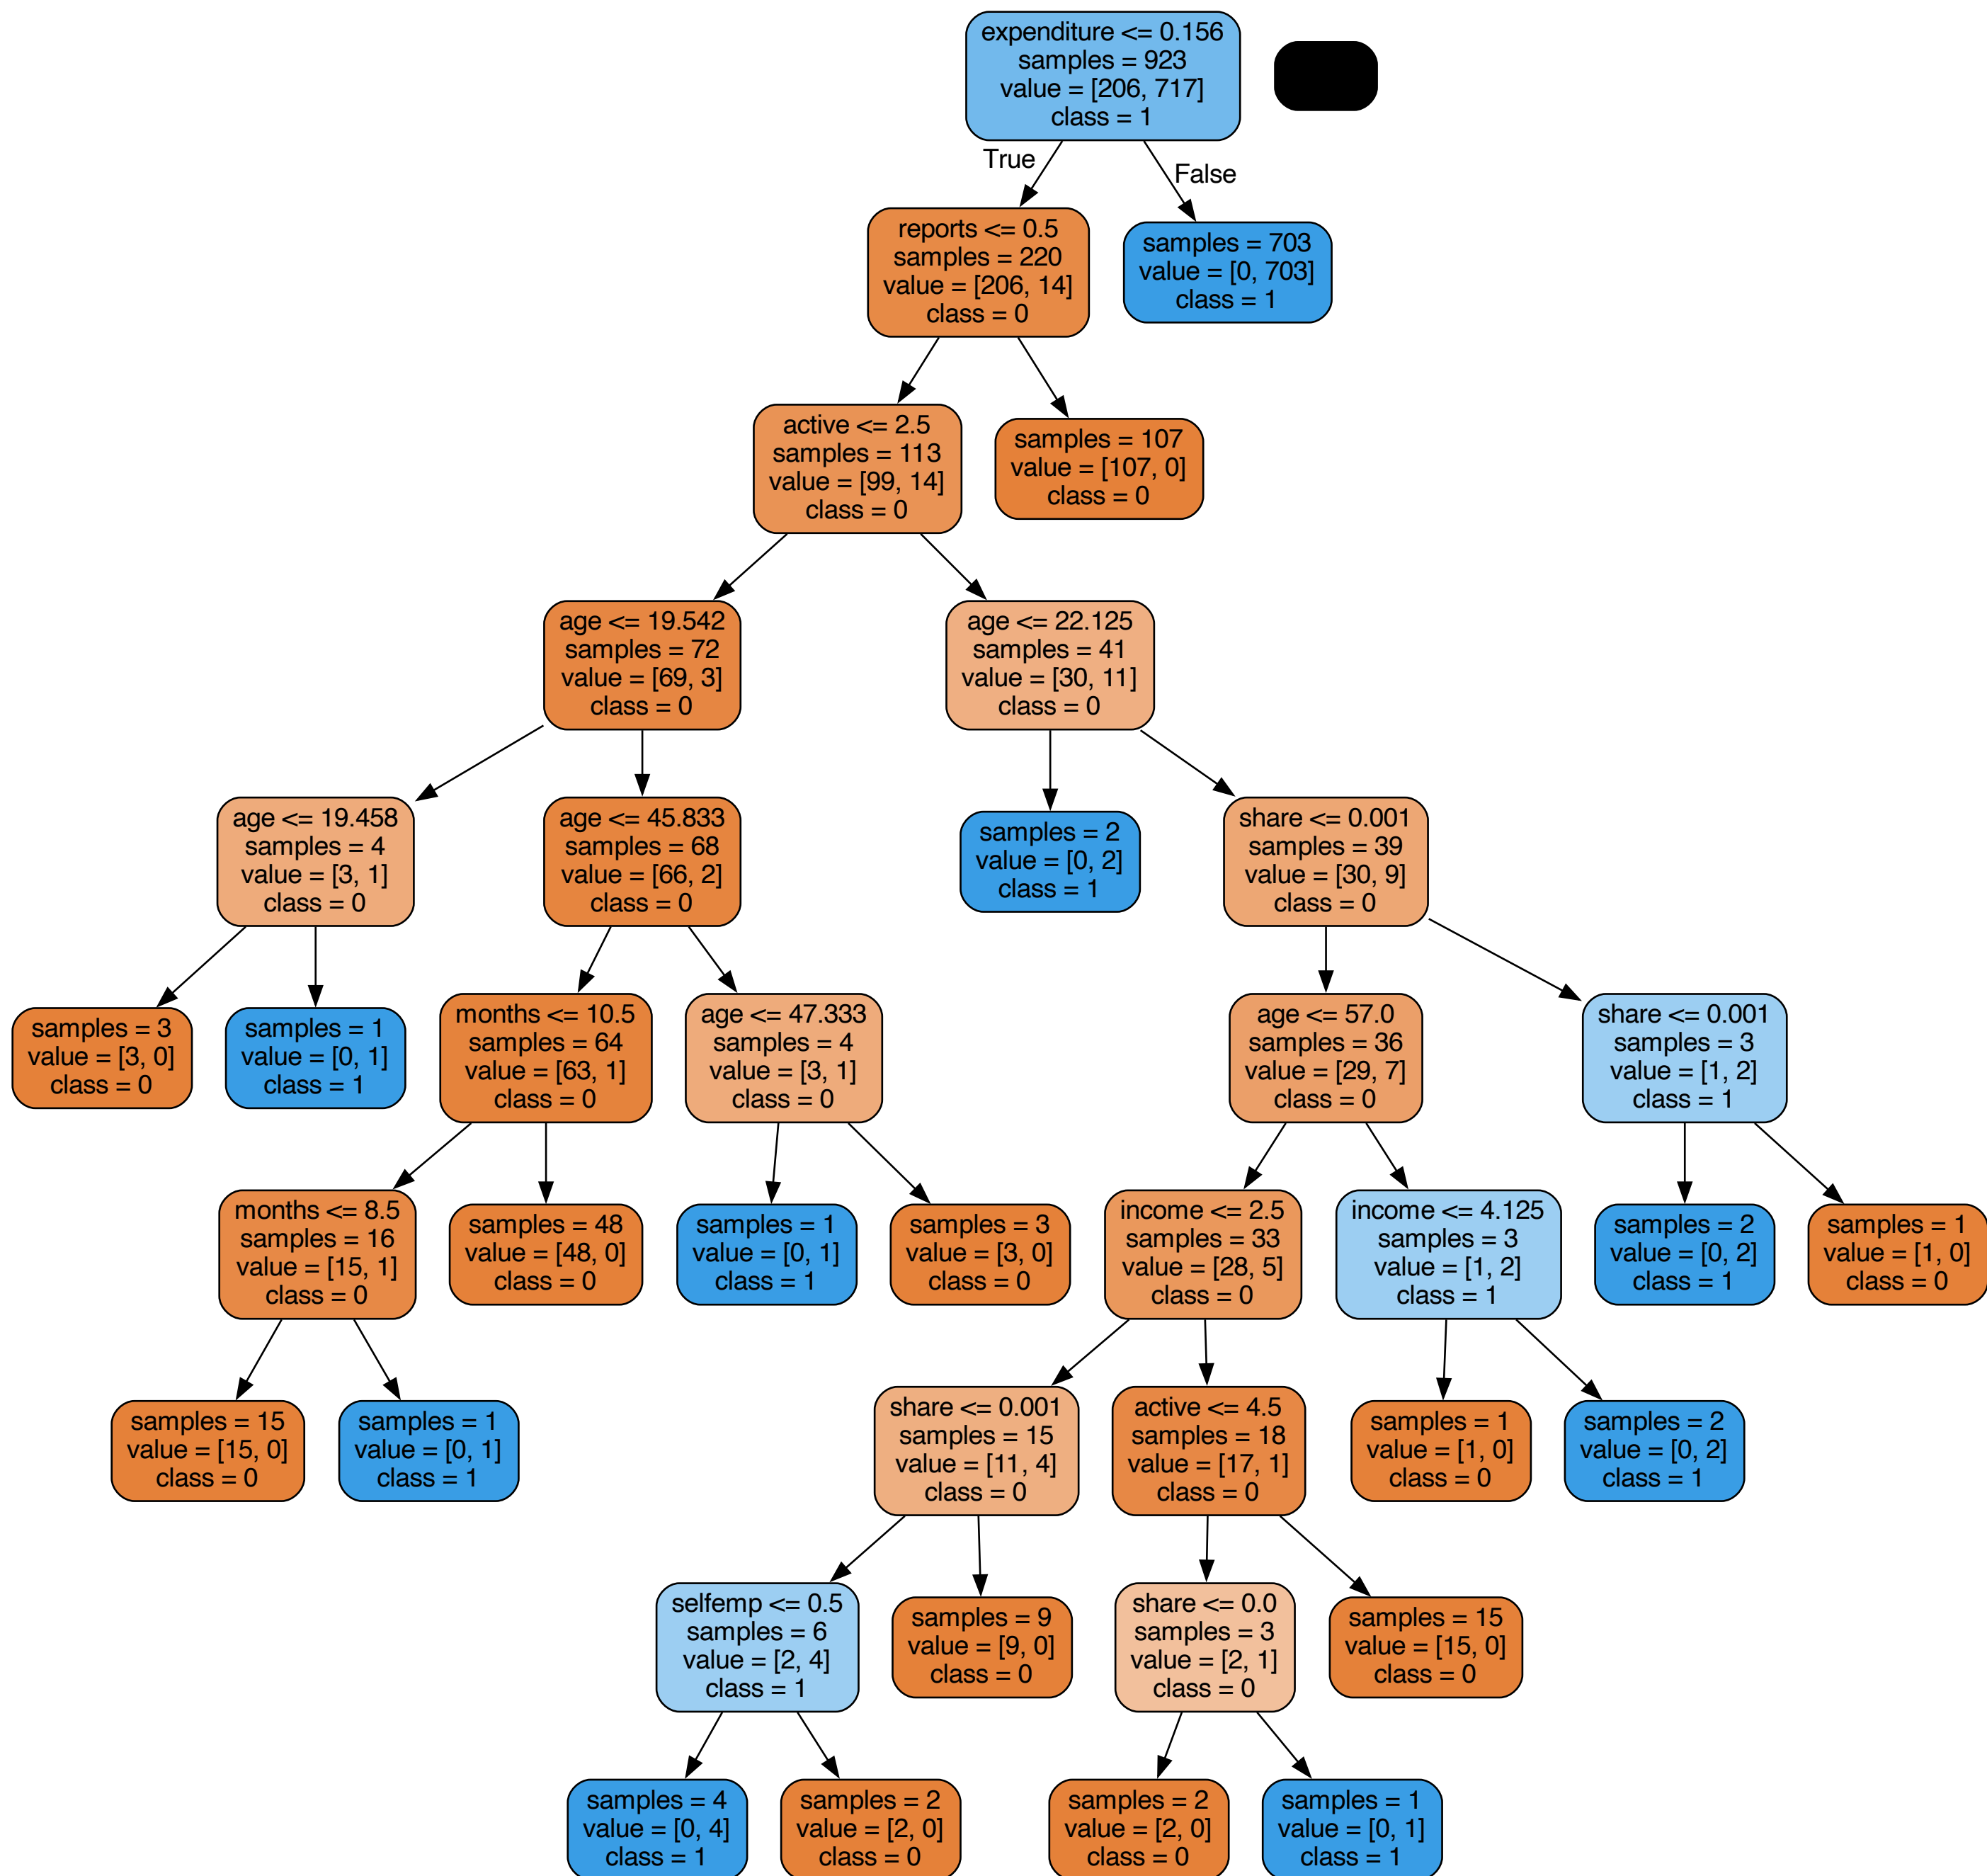 expenditure <= 0.156
samples = 923
value = [206, 717]
class = 1
True
False
reports <= 0.5
samples = 220
value = [206, 14]
class = 0
samples = 703
value = [0, 703]
class = 1
active <= 2.5
samples = 113
value = [99, 14]
class = 0
samples = 107
value = [107, 0]
class = 0
age <= 19.542
samples = 72
value = [69, 3]
class = 0
age <= 22.125
samples = 41
value = [30, 11]
class = 0
age <= 19.458
samples = 4
value = [3, 1]
class = 0
age <= 45.833
samples = 68
value = [66, 2]
class = 0
samples = 2
value = [0, 2]
class = 1
share <= 0.001
samples = 39
value = [30, 9]
class = 0
samples = 3
value = [3, 0]
class = 0
samples = 1
value = [0, 1]
class = 1
months <= 10.5
samples = 64
value = [63, 1]
class = 0
age <= 47.333
samples = 4
value = [3, 1]
class = 0
age <= 57.0
samples = 36
value = [29, 7]
class = 0
share <= 0.001
samples = 3
value = [1, 2]
class = 1
months <= 8.5
samples = 16
value = [15, 1]
class = 0
samples = 48
value = [48, 0]
class = 0
samples = 1
value = [0, 1]
class = 1
samples = 3
value = [3, 0]
class = 0
income <= 2.5
samples = 33
value = [28, 5]
class = 0
income <= 4.125
samples = 3
value = [1, 2]
class = 1
samples = 2
value = [0, 2]
class = 1
samples = 1
value = [1, 0]
class = 0
samples = 15
value = [15, 0]
class = 0
samples = 1
value = [0, 1]
class = 1
share <= 0.001
samples = 15
value = [11, 4]
class = 0
active <= 4.5
samples = 18
value = [17, 1]
class = 0
samples = 1
value = [1, 0]
class = 0
samples = 2
value = [0, 2]
class = 1
selfemp <= 0.5
samples = 6
value = [2, 4]
class = 1
samples = 9
value = [9, 0]
class = 0
share <= 0.0
samples = 3
value = [2, 1]
class = 0
samples = 15
value = [15, 0]
class = 0
samples = 4
value = [0, 4]
class = 1
samples = 2
value = [2, 0]
class = 0
samples = 2
value = [2, 0]
class = 0
samples = 1
value = [0, 1]
class = 1